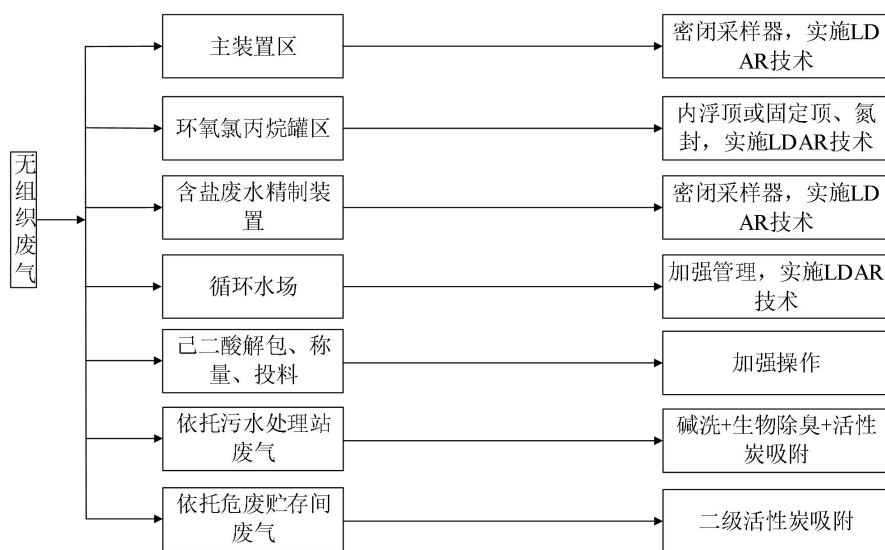 无组织废气
主装置区
密闭采样器，实施LD
AR技术
环氧氯丙烷罐区
内浮顶或固定顶、氮
封，实施LDAR技术
含盐废水精制装
置
密闭采样器，实施LD
AR技术
循环水场
加强管理，实施LDAR
技术
己二酸解包、称
量、投料
加强操作
依托污水处理站
废气
碱洗+生物除臭+活性
炭吸附
依托危废贮存间
废气
二级活性炭吸附